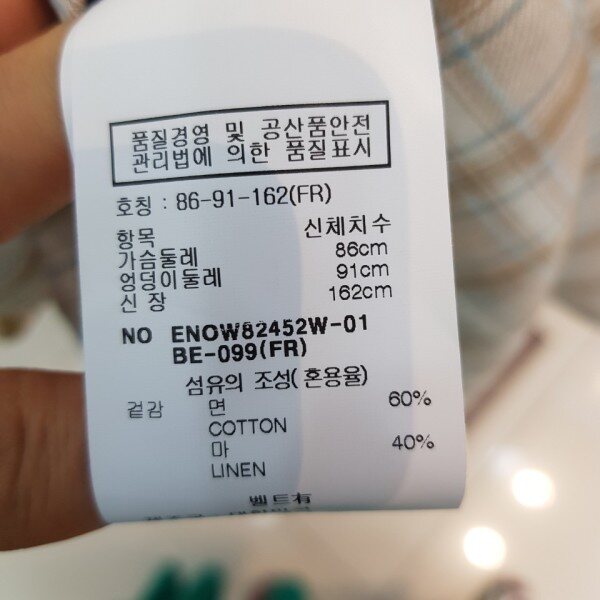 품질경영 및 공산품안전
관리법에 의한 품질표시
호칭 : 86-91-162(FR)
항목 신체치수
가슴둘레 86cm
엉덩이둘레 91cm
신 장 162cm
NO ENOW82452W-01
BE-099(FR)
섬유의 조성(혼용율)
겉감 면 60%
COTTON
마 40%
LINEN
벨트有